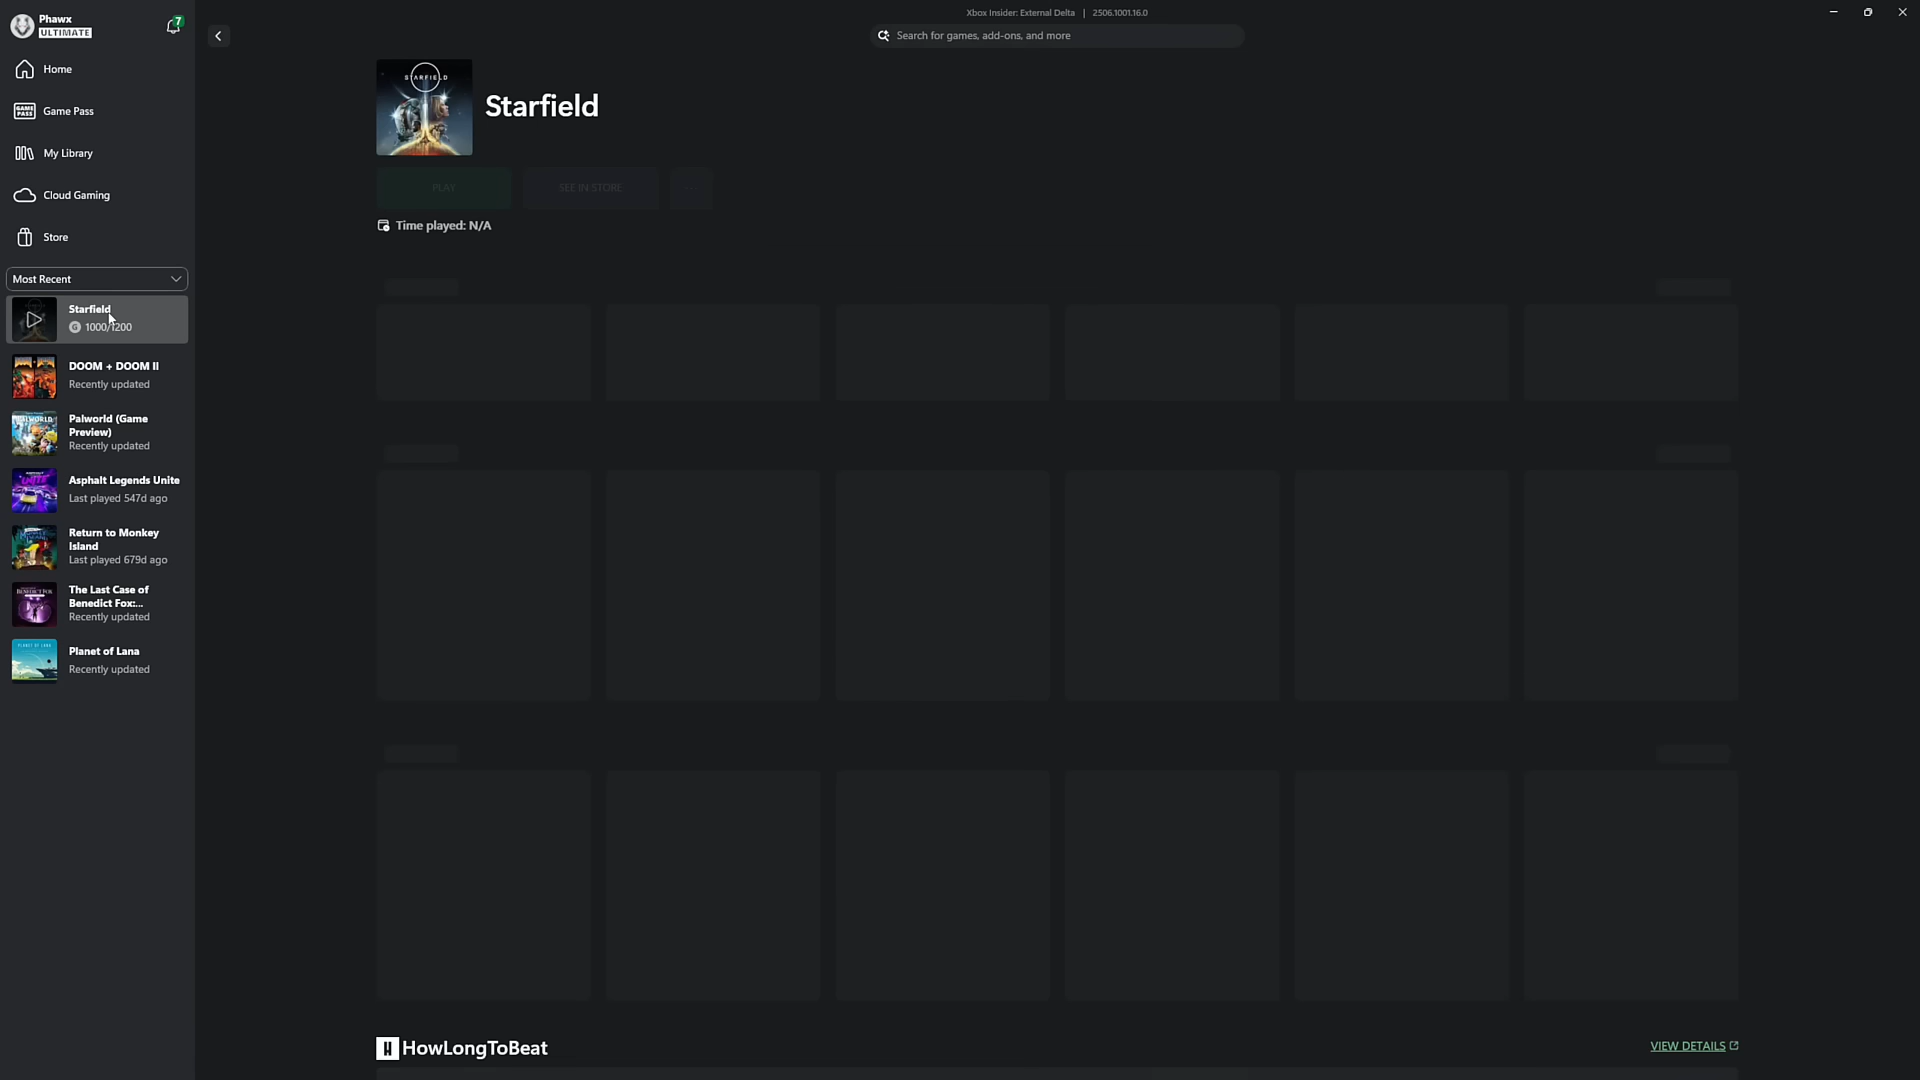 Xbox Insider: External Delta | 2506.1001.16.0
Phawx
ULTIMATE
7
Search for games, add-ons, and more
Home
GAME PASS
Game Pass
My Library
Cloud Gaming
Store
Most Recent
Starfield
1000/1200
DOOM + DOOM II
Recently updated
Palworld (Game
Preview)
Recently updated
Asphalt Legends Unite
Last played 547d ago
Return to Monkey
Island
Last played 679d ago
The Last Case of
Benedict Fox:...
Recently updated
Planet of Lana
Recently updated
STARFIELD
Starfield
PLAY
SEE IN STORE
Time played: N/A
HowLongToBeat
VIEW DETAILS